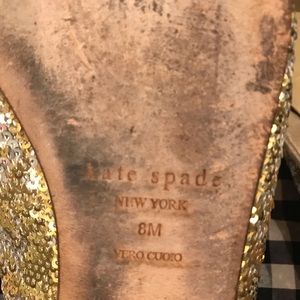 kate spade
NEW YORK
8M
VERO CUOIO